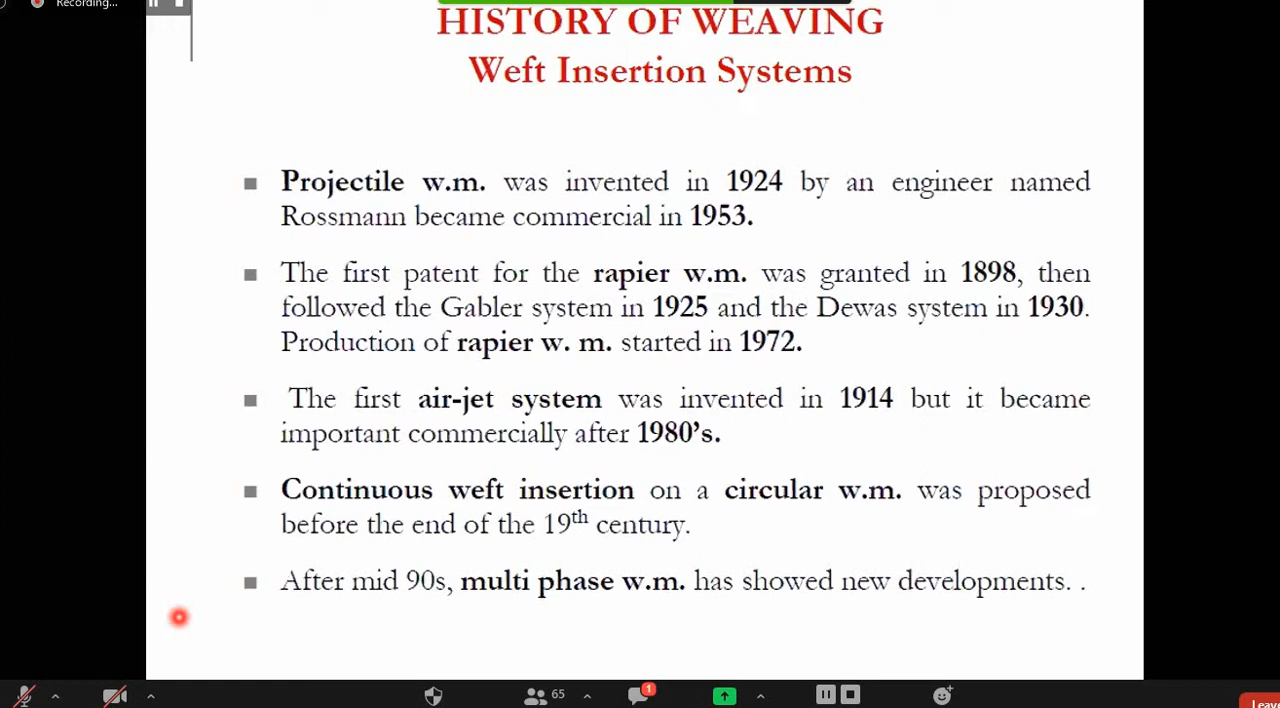 Recording...
HISTORY OF WEAVING
Weft Insertion Systems
■ Projectile w.m. was invented in 1924 by an engineer named
Rossmann became commercial in 1953.
■ The first patent for the rapier w.m. was granted in 1898, then
followed the Gabler system in 1925 and the Dewas system in 1930.
Production of rapier w. m. started in 1972.
■ The first air-jet system was invented in 1914 but it became
important commercially after 1980’s.
■ Continuous weft insertion on a circular w.m. was proposed
before the end of the 19th century.
■ After mid 90s, multi phase w.m. has showed new developments. .
65
1
Leave